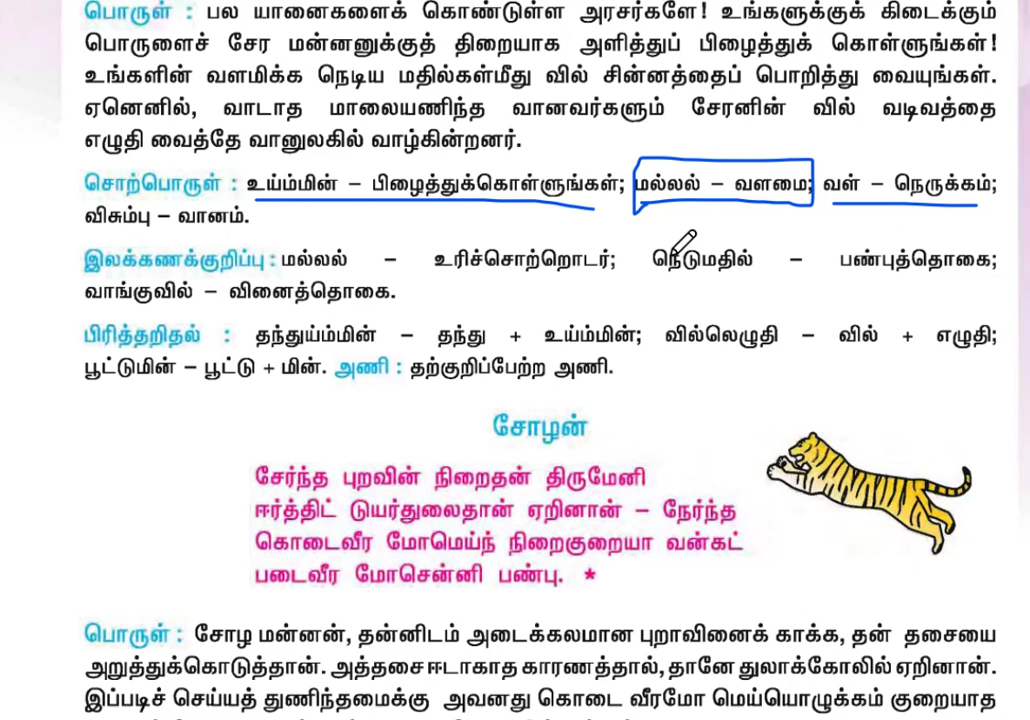 பொருள் : பல யானைகளைக் கொண்டுள்ள அரசர்களே! உங்களுக்குக் கிடைக்கும்
பொருளைச் சேர மன்னனுக்குத் திறையாக அளித்துப் பிழைத்துக் கொள்ளுங்கள்!
உங்களின் வளமிக்க நெடிய மதில்கள்மீது வில் சின்னத்தைப் பொறித்து வையுங்கள்.
ஏனெனில், வாடாத மாலையணிந்த வானவர்களும் சேரனின் வில் வடிவத்தை
எழுதி வைத்தே வானுலகில் வாழ்கின்றனர்.
சொற்பொருள் : உய்ம்மின் – பிழைத்துக்கொள்ளுங்கள்; மல்லல் – வளமை; வள் – நெருக்கம்;
விசும்பு – வானம்.
இலக்கணக்குறிப்பு : மல்லல் – உரிச்சொற்றொடர்; நெடுமதில் – பண்புத்தொகை;
வாங்குவில் – வினைத்தொகை.
பிரித்தறிதல் : தந்துய்ம்மின் – தந்து + உய்ம்மின்; வில்லெழுதி – வில் + எழுதி;
பூட்டுமின் – பூட்டு + மின். அணி : தற்குறிப்பேற்ற அணி.
சோழன்
சேர்ந்த புறவின் நிறைதன் திருமேனி
ஈர்த்திட் டுயர்துலைதான் ஏறினான் – நேர்ந்த
கொடைவீர மோமெய்ந் நிறைகுறையா வன்கட்
படைவீர மோசென்னி பண்பு. *
பொருள் : சோழ மன்னன், தன்னிடம் அடைக்கலமான புறாவினைக் காக்க, தன் தசையை
அறுத்துக்கொடுத்தான். அத்தசை ஈடாகாத காரணத்தால், தானே துலாக்கோலில் ஏறினான்.
இப்படிச் செய்யத் துணிந்தமைக்கு அவனது கொடை வீரமோ மெய்யொழுக்கம் குறையாத